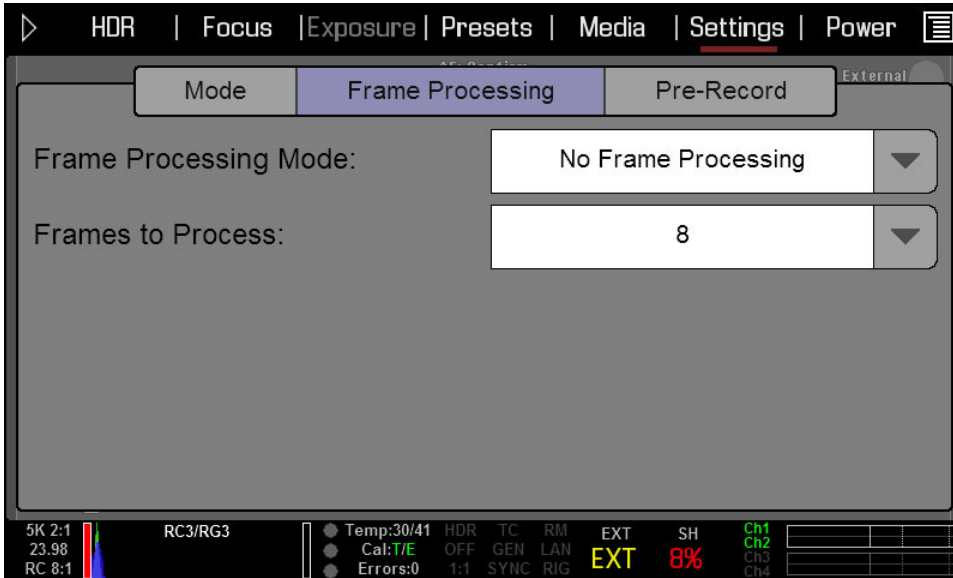 HDR | Focus | Exposure | Presets | Media | Settings | Power
External
Mode Frame Processing Pre-Record
Frame Processing Mode: No Frame Processing
Frames to Process: 8
5K 2:1 RC3/RG3 Temp:30/41 HDR TC RM EXT SH Ch1
23.98 Cal:T/E OFF GEN LAN EXT 8% Ch2
RC 8:1 Errors:0 1:1 SYNC RIG Ch3
Ch4